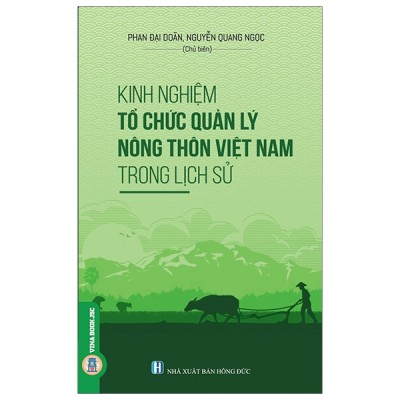 PHAN ĐẠI DOÃN, NGUYỄN QUANG NGỌC
(Chủ biên)
KINH NGHIỆM
TỔ CHỨC QUẢN LÝ
NÔNG THÔN VIỆT NAM
TRONG LỊCH SỬ
VINA BOOK.JSC
H NHÀ XUẤT BẢN HỒNG ĐỨC